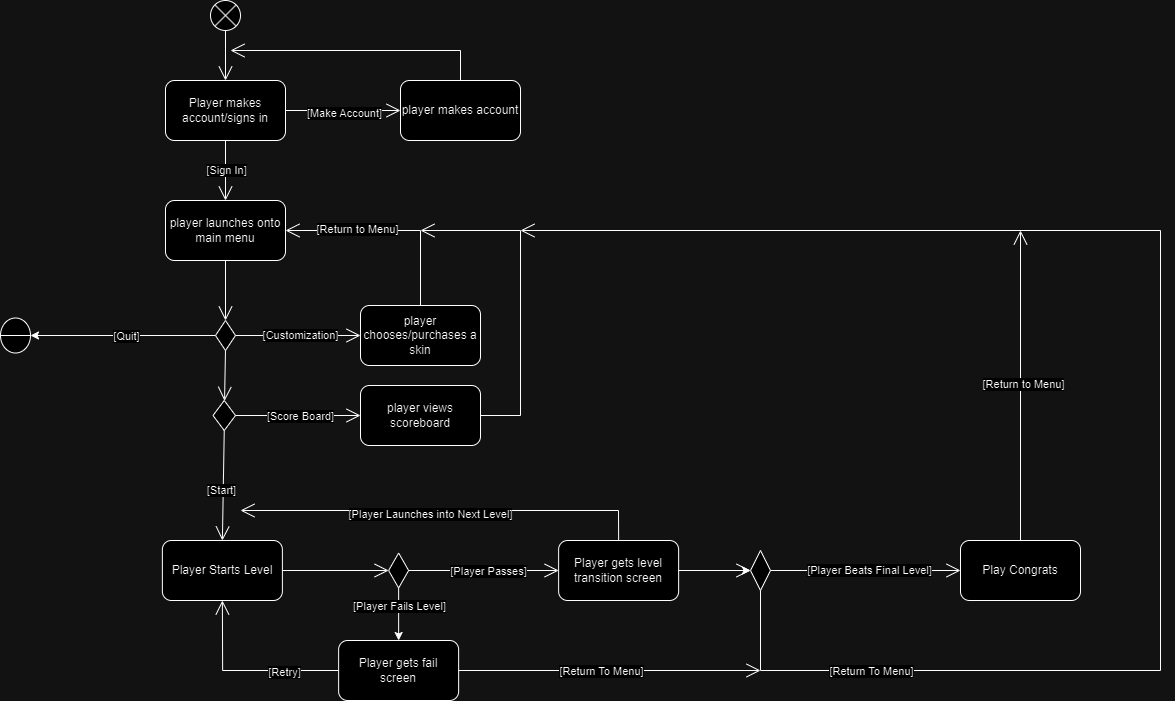 Player makes
account/signs in
[Make Account]
player makes account
[Sign In]
player launches onto
main menu
[Return to Menu]
[Quit]
[Customization]
player
chooses/purchases a
skin
[Return to Menu]
[Score Board]
player views
scoreboard
[Start]
[Player Launches into Next Level]
Player Starts Level
[Player Passes]
Player gets level
transition screen
[Player Beats Final Level]
Play Congrats
[Player Fails Level]
[Retry]
Player gets fail
screen
[Return To Menu]
[Return To Menu]